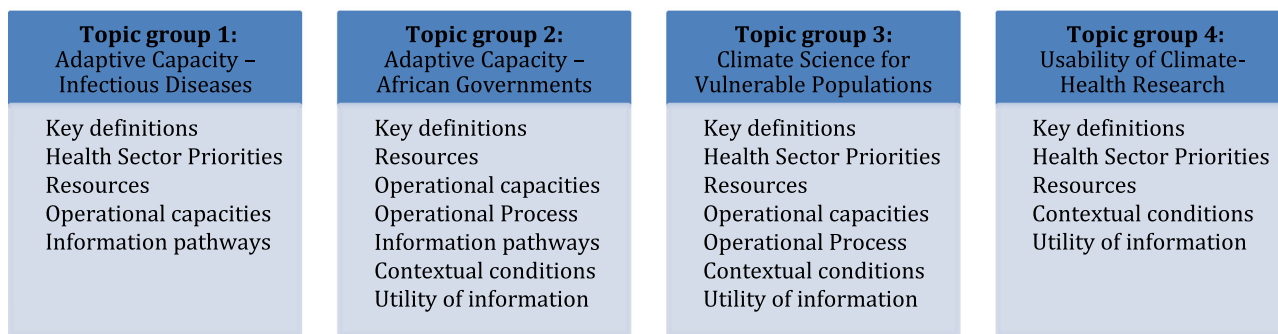 Topic group 1:
Adaptive Capacity –
Infectious Diseases
Key definitions
Health Sector Priorities
Resources
Operational capacities
Information pathways
Topic group 2:
Adaptive Capacity –
African Governments
Key definitions
Resources
Operational capacities
Operational Process
Information pathways
Contextual conditions
Utility of information
Topic group 3:
Climate Science for
Vulnerable Populations
Key definitions
Health Sector Priorities
Resources
Operational capacities
Operational Process
Contextual conditions
Utility of information
Topic group 4:
Usability of Climate-
Health Research
Key definitions
Health Sector Priorities
Resources
Contextual conditions
Utility of information